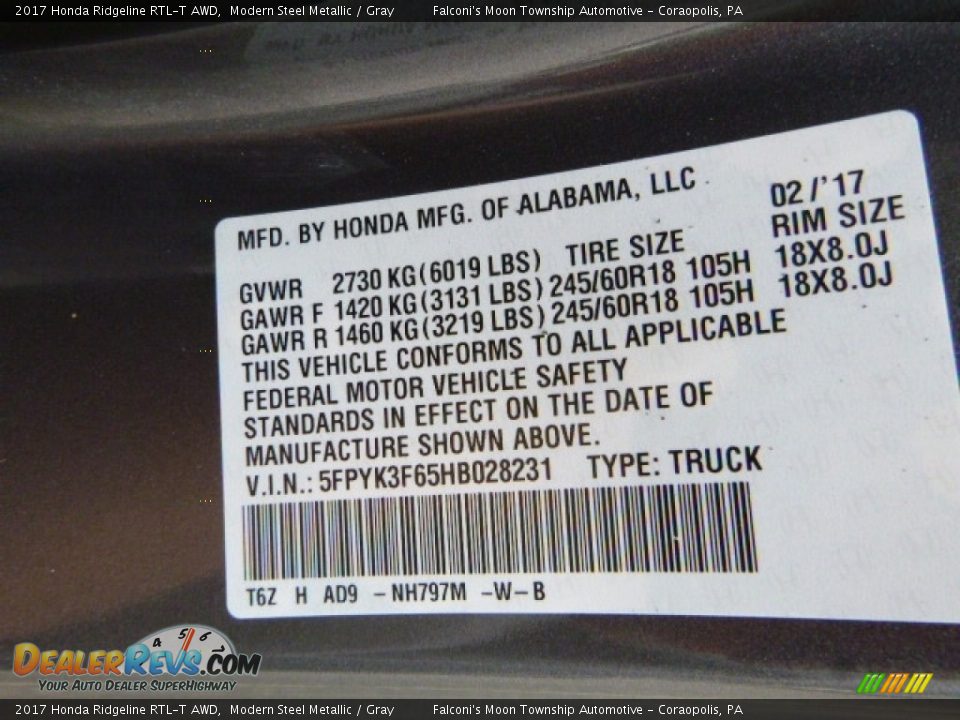 2017 Honda Ridgeline RTL-T AWD, Modern Steel Metallic / Gray Falconi's Moon Township Automotive - Coraopolis, PA
MFD. BY HONDA MFG. OF ALABAMA, LLC 02/'17
GVWR 2730 KG(6019 LBS) TIRE SIZE RIM SIZE
GAWR F 1420 KG(3131 LBS) 245/60R18 105H 18X8.0J
GAWR R 1460 KG(3219 LBS) 245/60R18 105H 18X8.0J
THIS VEHICLE CONFORMS TO ALL APPLICABLE
FEDERAL MOTOR VEHICLE SAFETY
STANDARDS IN EFFECT ON THE DATE OF
MANUFACTURE SHOWN ABOVE.
V.I.N.: 5FPYK3F65HB028231 TYPE: TRUCK
T6Z H AD9 -NH797M -W-B
4 5 6
DEALERREVS.COM
YOUR AUTO DEALER SUPERHIGHWAY
2017 Honda Ridgeline RTL-T AWD, Modern Steel Metallic / Gray Falconi's Moon Township Automotive - Coraopolis, PA